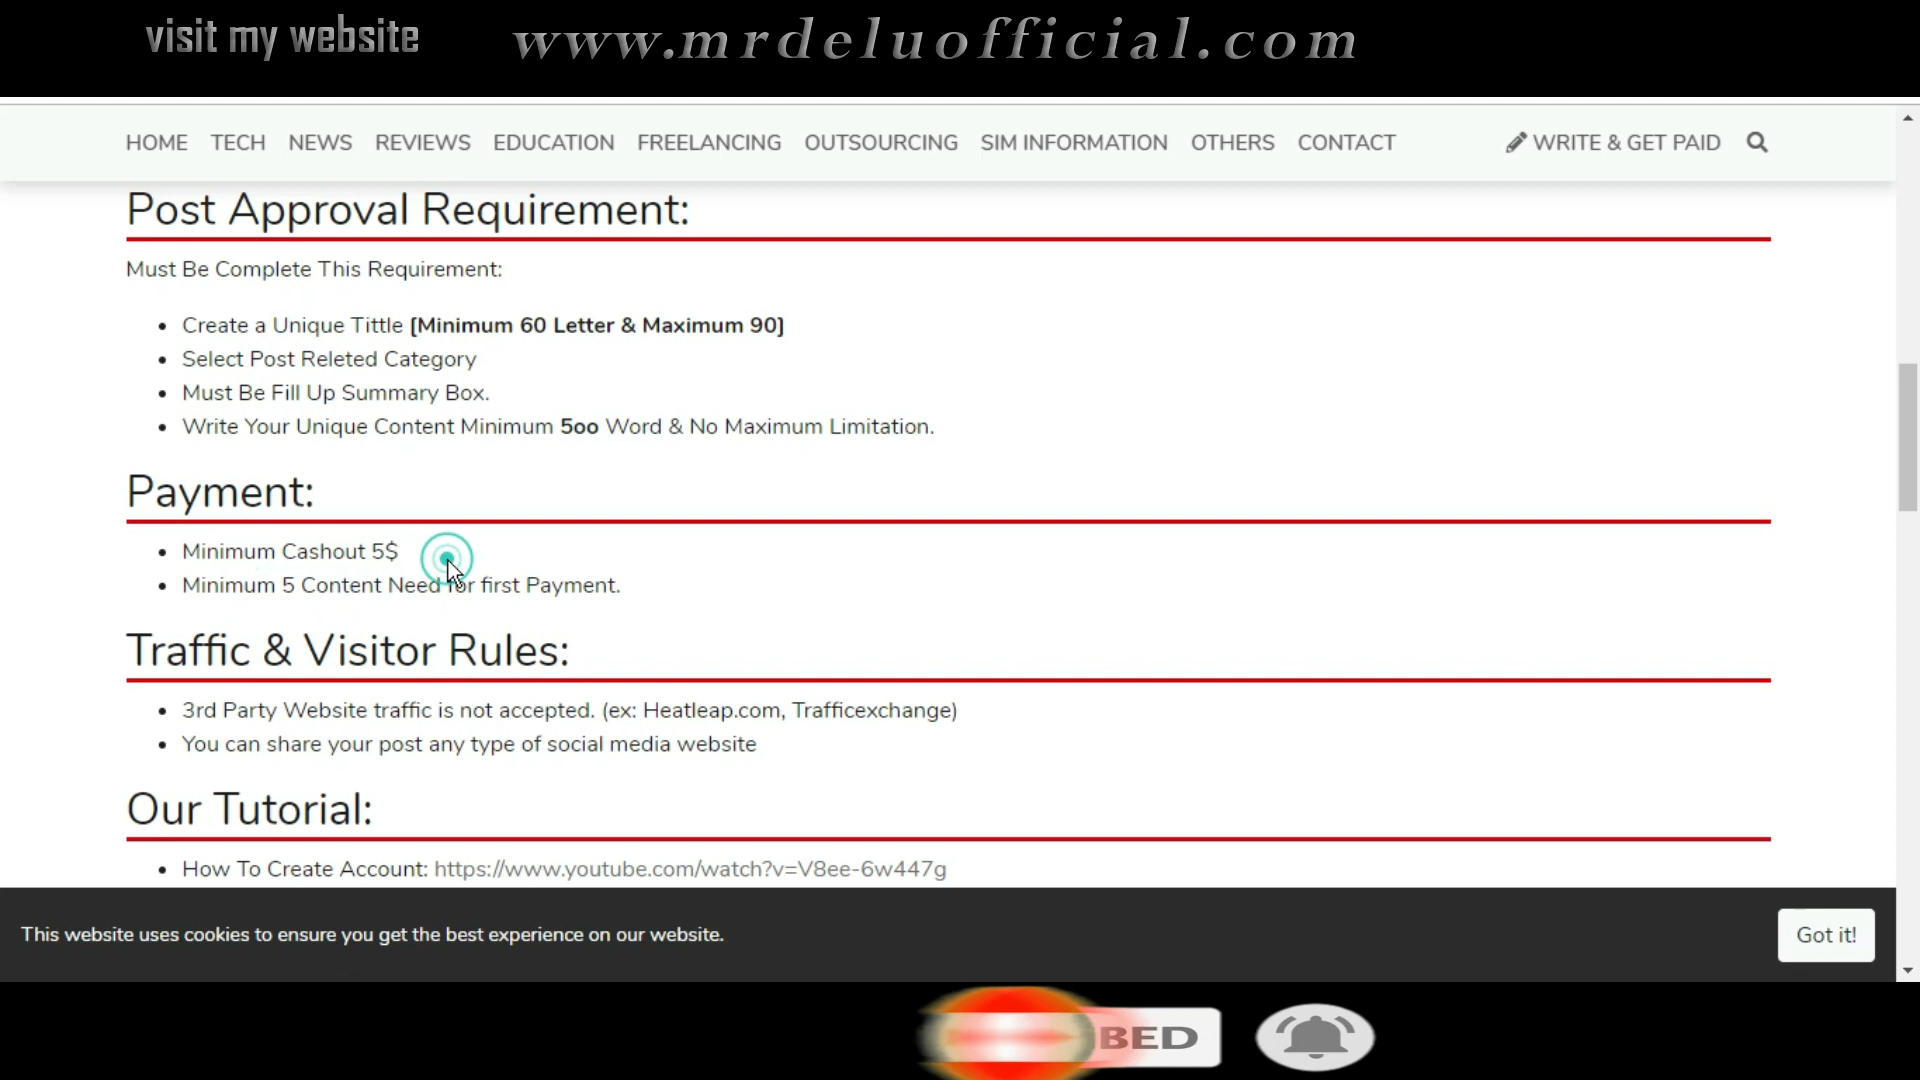 visit my website www.mrdeluofficial.com
HOME TECH NEWS REVIEWS EDUCATION FREELANCING OUTSOURCING SIM INFORMATION OTHERS CONTACT WRITE & GET PAID
Post Approval Requirement:
Must Be Complete This Requirement:
Create a Unique Tittle [Minimum 60 Letter & Maximum 90]
Select Post Releted Category
Must Be Fill Up Summary Box.
Write Your Unique Content Minimum 5oo Word & No Maximum Limitation.
Payment:
Minimum Cashout 5$
Minimum 5 Content Need for first Payment.
Traffic & Visitor Rules:
3rd Party Website traffic is not accepted. (ex: Heatleap.com, Trafficexchange)
You can share your post any type of social media website
Our Tutorial:
How To Create Account: https://www.youtube.com/watch?v=V8ee-6w447g
This website uses cookies to ensure you get the best experience on our website.
Got it!
BED